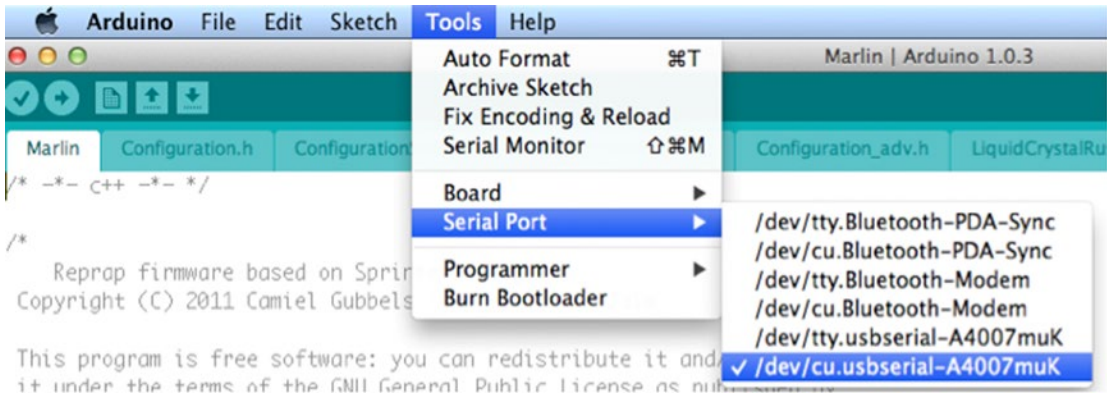 Arduino File Edit Sketch Tools Help
Marlin | Arduino 1.0.3
Auto Format ⌘T
Archive Sketch
Fix Encoding & Reload
Serial Monitor ⇧⌘M
Board ▶
Serial Port ▶
Programmer ▶
Burn Bootloader
/dev/tty.Bluetooth-PDA-Sync
/dev/cu.Bluetooth-PDA-Sync
/dev/tty.Bluetooth-Modem
/dev/cu.Bluetooth-Modem
/dev/tty.usbserial-A4007muK
✓ /dev/cu.usbserial-A4007muK
Marlin Configuration.h Configuration Configuration_adv.h LiquidCrystalRu
/* -*- c++ -*- */
/*
Reprap firmware based on Sprin
Copyright (C) 2011 Camiel Gubbels
This program is free software: you can redistribute it and/
it under the terms of the GNU General Public License as published by